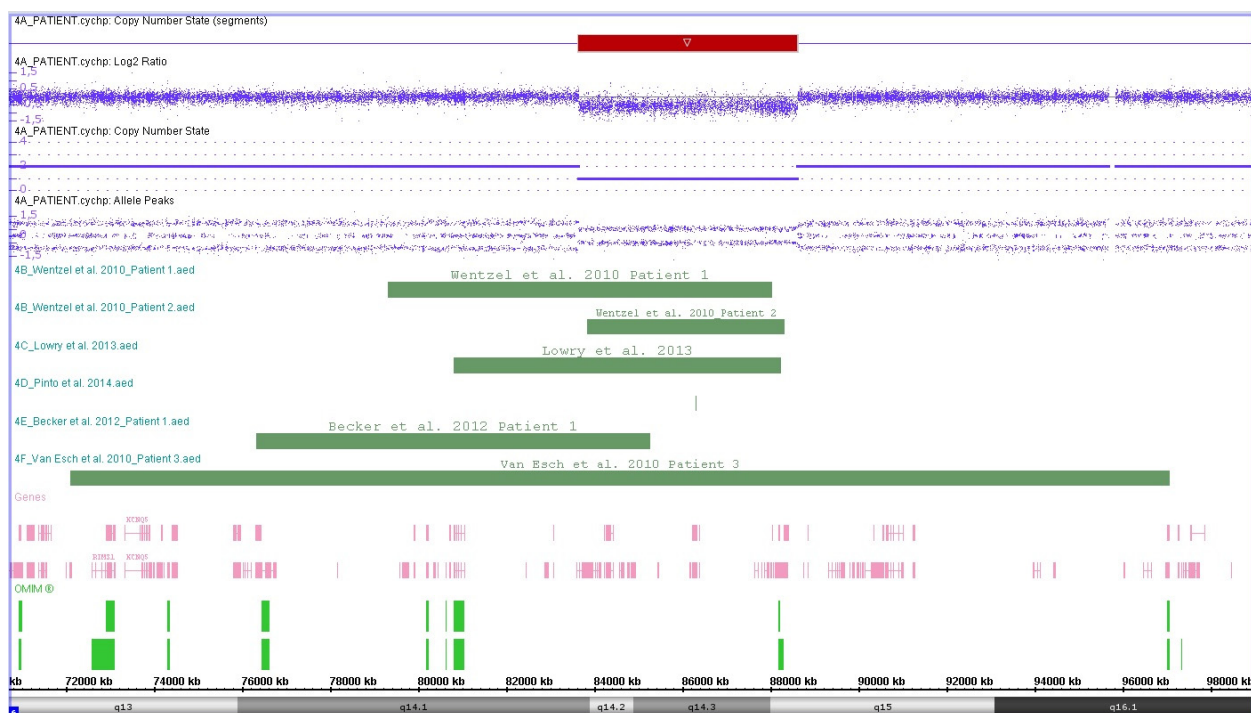 4A_PATIENT.cychp: Copy Number State (segments)
4A_PATIENT.cychp: Log2 Ratio
1,5
0,5
-1,5
4A_PATIENT.cychp: Copy Number State
4
2
0
4A_PATIENT.cychp: Allele Peaks
1,5
-1,5
4B_Wentzel et al. 2010_Patient 1.aed
Wentzel et al. 2010 Patient 1
4B_Wentzel et al. 2010_Patient 2.aed
Wentzel et al. 2010_Patient 2
4C_Lowry et al. 2013.aed
Lowry et al. 2013
4D_Pinto et al. 2014.aed
4E_Becker et al. 2012_Patient 1.aed
Becker et al. 2012 Patient 1
4F_Van Esch et al. 2010_Patient 3.aed
Van Esch et al. 2010 Patient 3
Genes
KCNQ5
RIMS1 KCNQ5
OMIM ®
kb 72000 kb 74000 kb 76000 kb 78000 kb 80000 kb 82000 kb 84000 kb 86000 kb 88000 kb 90000 kb 92000 kb 94000 kb 96000 kb 98000 kb
q13 q14.1 q14.2 q14.3 q15 q16.1